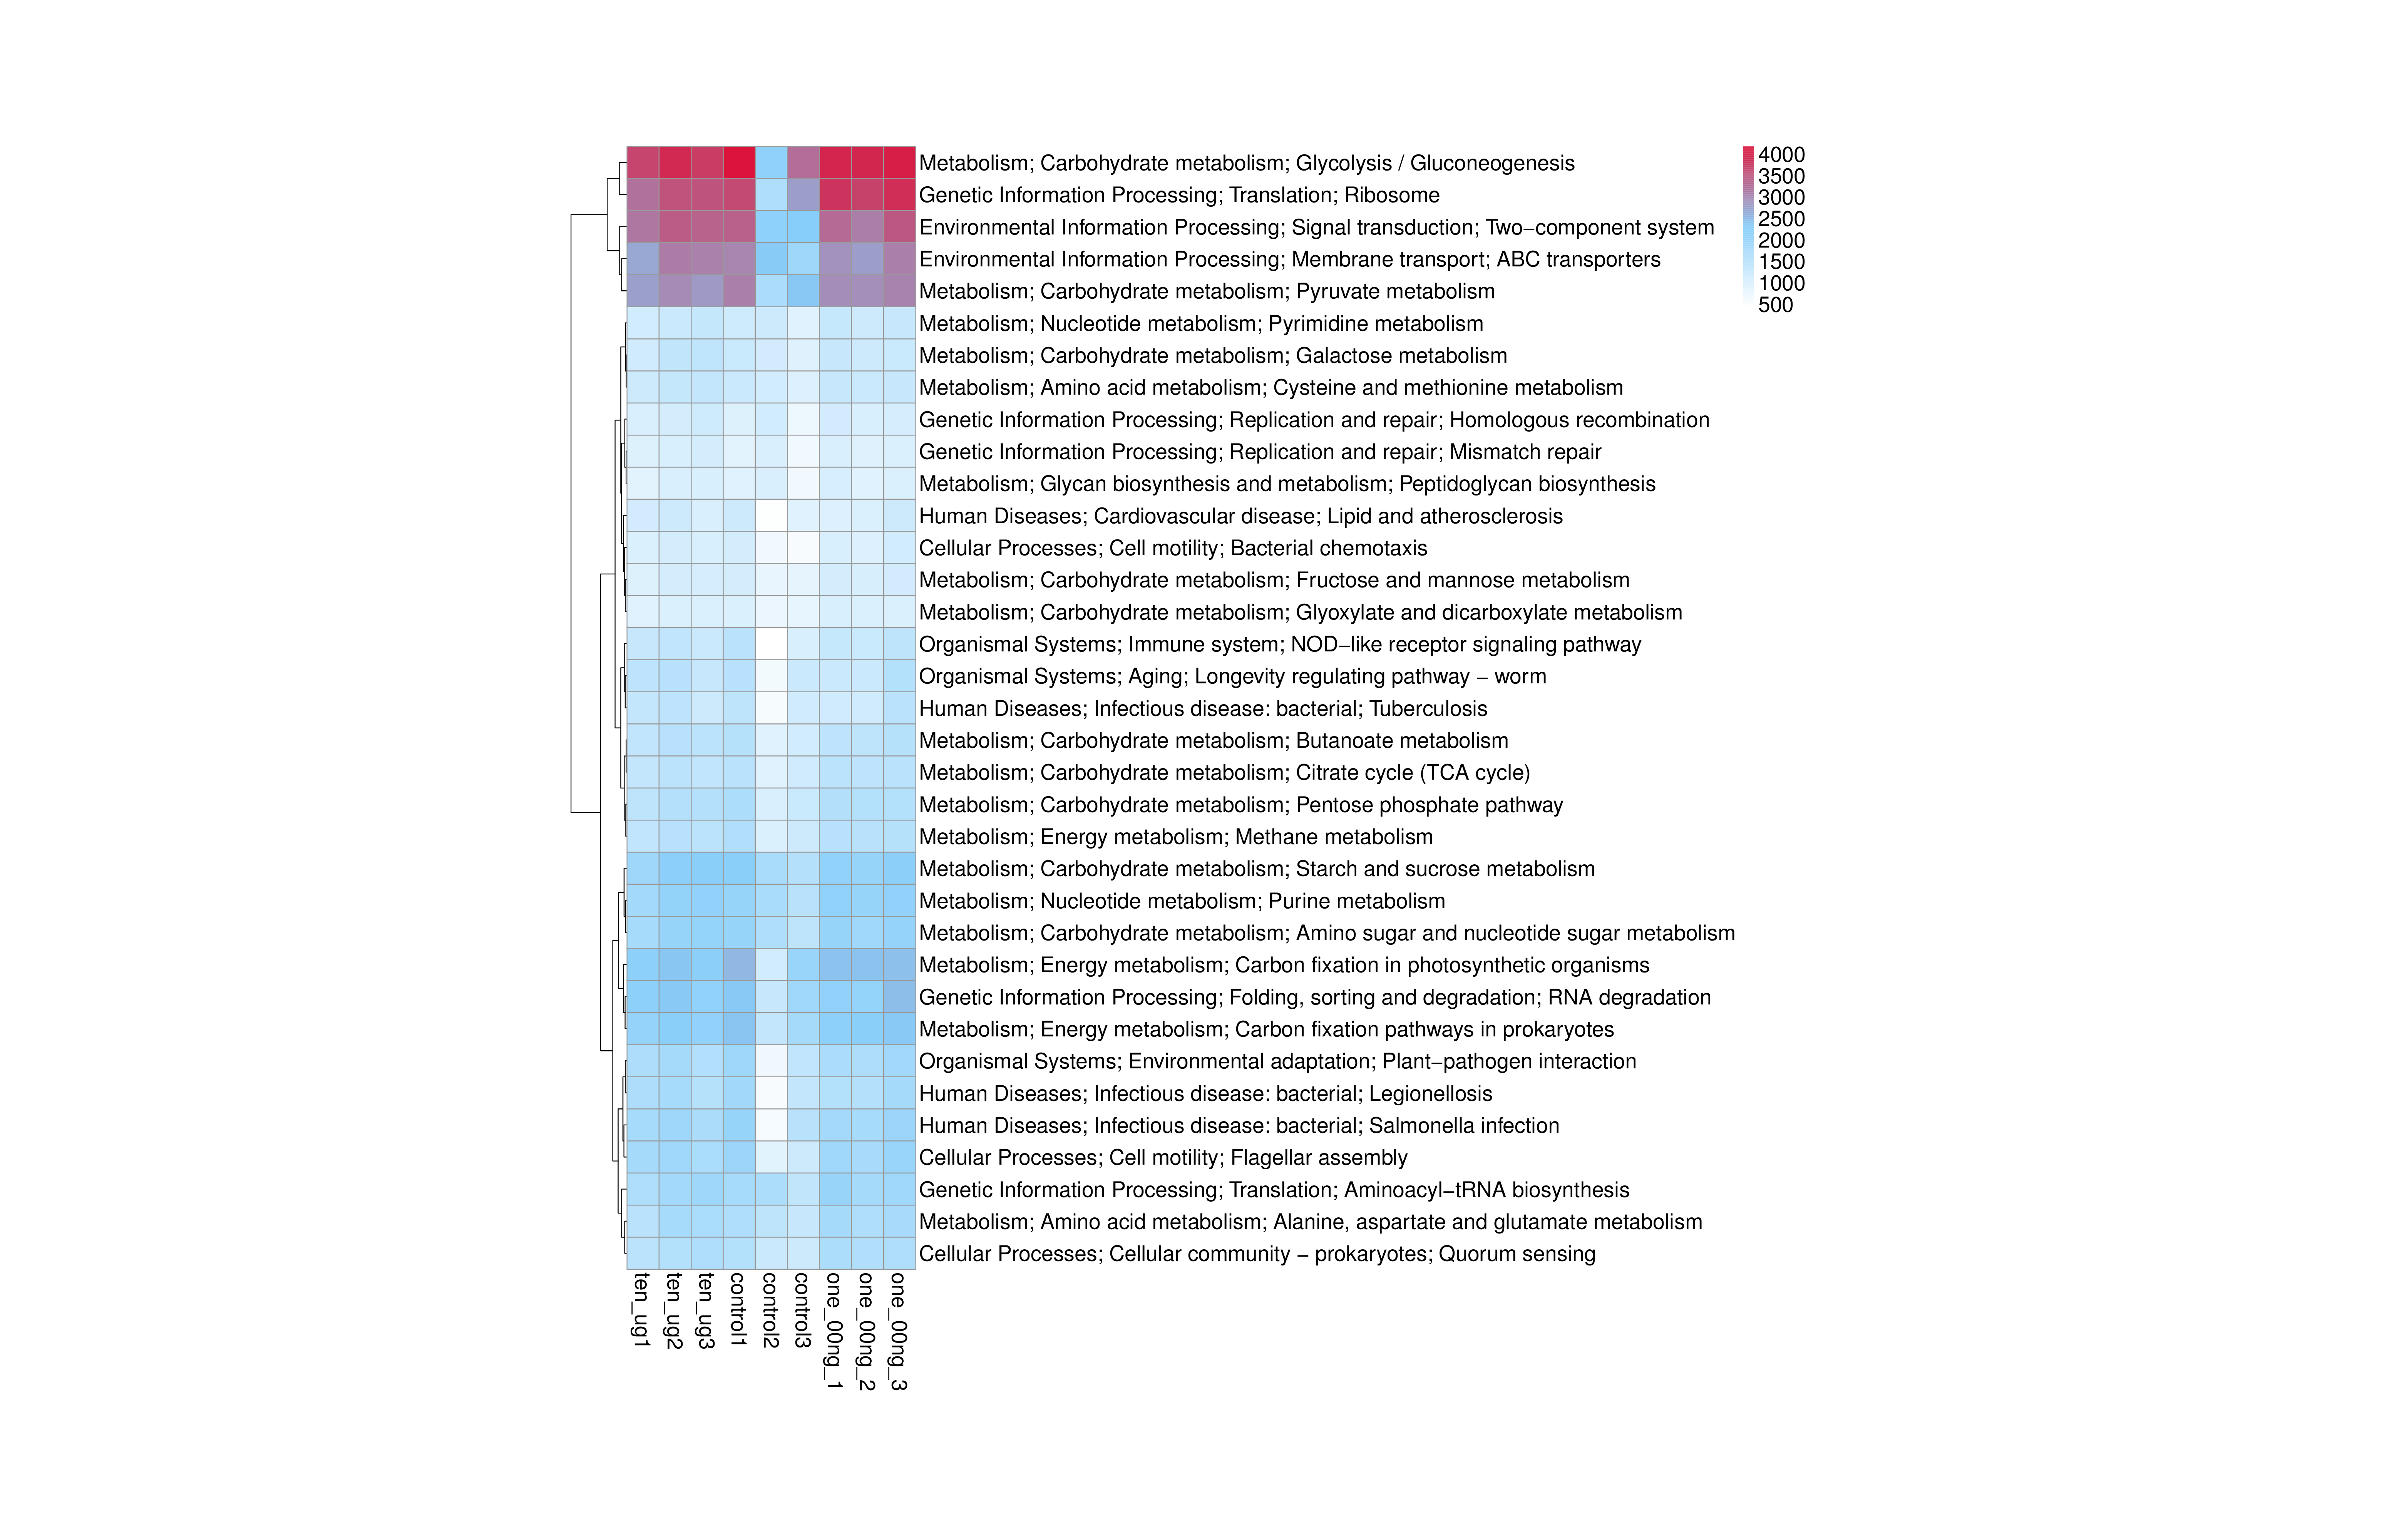 Metabolism; Carbohydrate metabolism; Glycolysis / Gluconeogenesis
Genetic Information Processing; Translation; Ribosome
Environmental Information Processing; Signal transduction; Two−component system
Environmental Information Processing; Membrane transport; ABC transporters
Metabolism; Carbohydrate metabolism; Pyruvate metabolism
Metabolism; Nucleotide metabolism; Pyrimidine metabolism
Metabolism; Carbohydrate metabolism; Galactose metabolism
Metabolism; Amino acid metabolism; Cysteine and methionine metabolism
Genetic Information Processing; Replication and repair; Homologous recombination
Genetic Information Processing; Replication and repair; Mismatch repair
Metabolism; Glycan biosynthesis and metabolism; Peptidoglycan biosynthesis
Human Diseases; Cardiovascular disease; Lipid and atherosclerosis
Cellular Processes; Cell motility; Bacterial chemotaxis
Metabolism; Carbohydrate metabolism; Fructose and mannose metabolism
Metabolism; Carbohydrate metabolism; Glyoxylate and dicarboxylate metabolism
Organismal Systems; Immune system; NOD−like receptor signaling pathway
Organismal Systems; Aging; Longevity regulating pathway − worm
Human Diseases; Infectious disease: bacterial; Tuberculosis
Metabolism; Carbohydrate metabolism; Butanoate metabolism
Metabolism; Carbohydrate metabolism; Citrate cycle (TCA cycle)
Metabolism; Carbohydrate metabolism; Pentose phosphate pathway
Metabolism; Energy metabolism; Methane metabolism
Metabolism; Carbohydrate metabolism; Starch and sucrose metabolism
Metabolism; Nucleotide metabolism; Purine metabolism
Metabolism; Carbohydrate metabolism; Amino sugar and nucleotide sugar metabolism
Metabolism; Energy metabolism; Carbon fixation in photosynthetic organisms
Genetic Information Processing; Folding, sorting and degradation; RNA degradation
Metabolism; Energy metabolism; Carbon fixation pathways in prokaryotes
Organismal Systems; Environmental adaptation; Plant−pathogen interaction
Human Diseases; Infectious disease: bacterial; Legionellosis
Human Diseases; Infectious disease: bacterial; Salmonella infection
Cellular Processes; Cell motility; Flagellar assembly
Genetic Information Processing; Translation; Aminoacyl−tRNA biosynthesis
Metabolism; Amino acid metabolism; Alanine, aspartate and glutamate metabolism
Cellular Processes; Cellular community − prokaryotes; Quorum sensing
ten_ug1
ten_ug2
ten_ug3
control1
control2
control3
one_00ng_1
one_00ng_2
one_00ng_3
4000
3500
3000
2500
2000
1500
1000
500